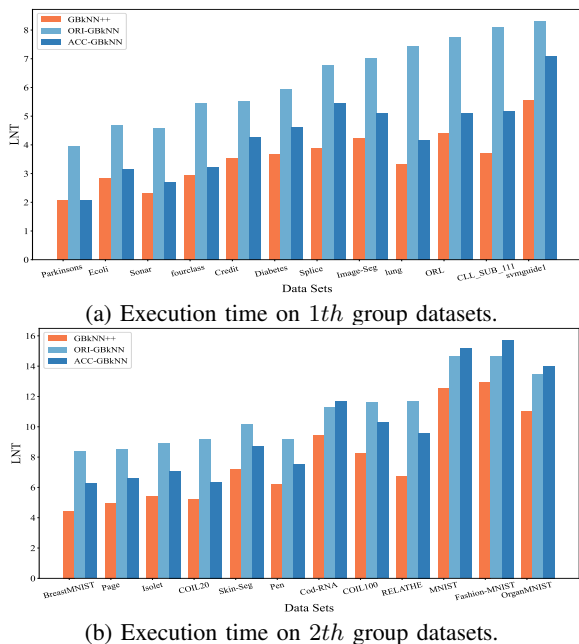 GBkNN++
ORI-GBkNN
ACC-GBkNN
8
7
6
5
4
3
2
1
0
LNT
Parkinsons Ecoli Sonar fourclass Credit Diabetes Splice Image-Seg lung ORL CLL_SUB_111 svmguide1
Data Sets
(a) Execution time on 1th group datasets.
GBkNN++
ORI-GBkNN
ACC-GBkNN
16
14
12
10
8
6
4
2
0
LNT
BreastMNIST Page Isolet COIL20 Skin-Seg Pen Cod-RNA COIL100 RELATHE MNIST Fashion-MNIST OrganMNIST
Data Sets
(b) Execution time on 2th group datasets.